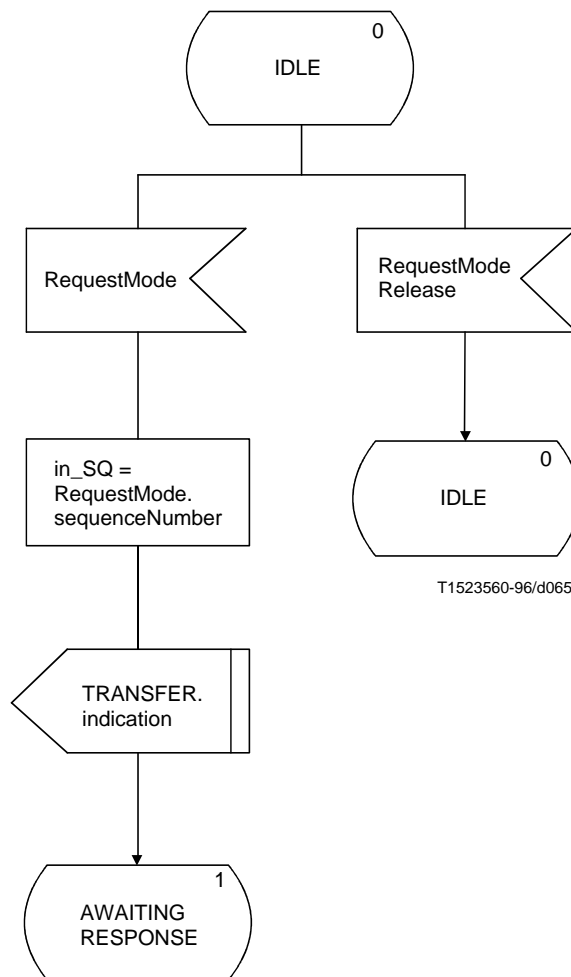 0
IDLE
RequestMode
RequestMode
Release
in_SQ =
RequestMode.
sequenceNumber
0
IDLE
T1523560-96/d065
TRANSFER.
indication
1
AWAITING
RESPONSE